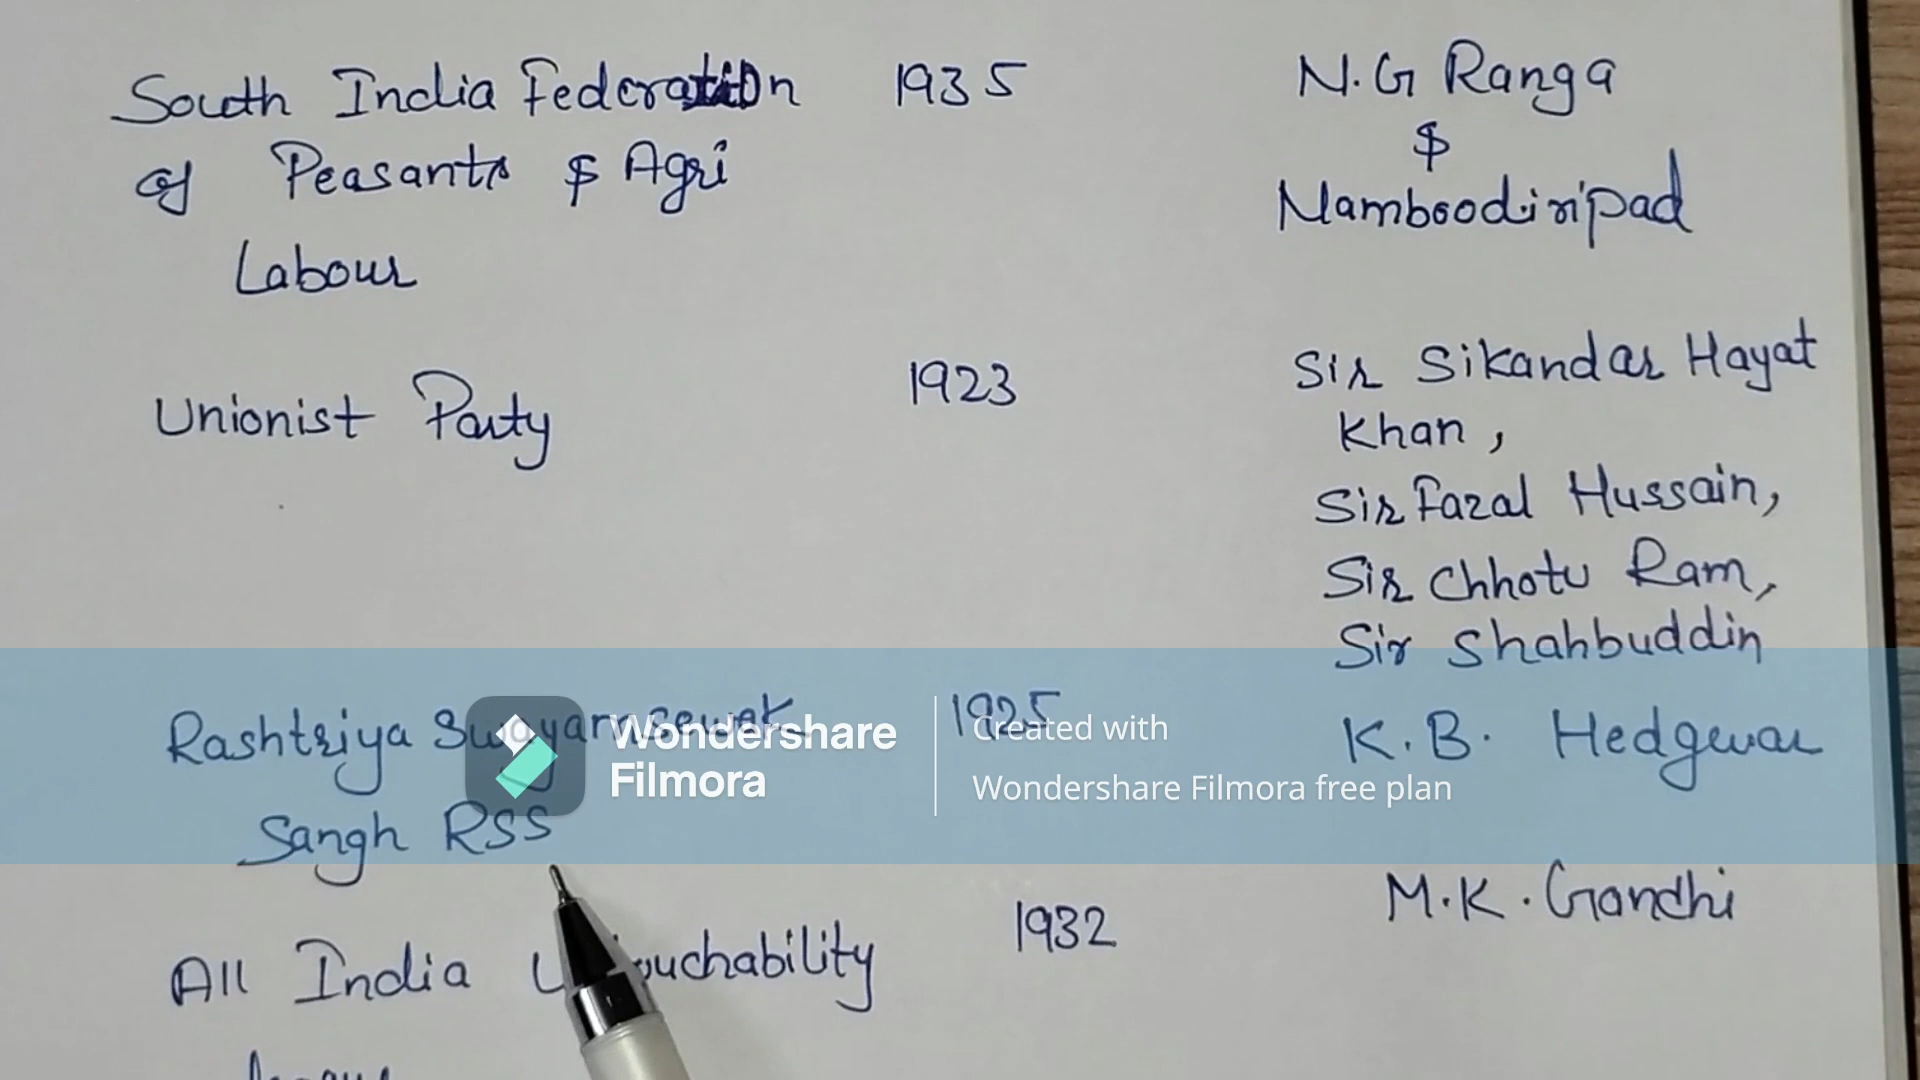 South India Federation 1935 N.G Ranga
of Peasants $ Agri $
Labour Namboodiripad
Unionist Party 1923 Sir Sikandar Hayat
Khan,
Sir Fazal Hussain,
Sir Chhotu Ram,
Sir Shahbuddin
Rashtriya Swayamsewak 1925 K.B. Hedgewar
Sangh RSS
Wondershare
Filmora
Created with
Wondershare Filmora free plan
All India 1932 M.K. Gandhi